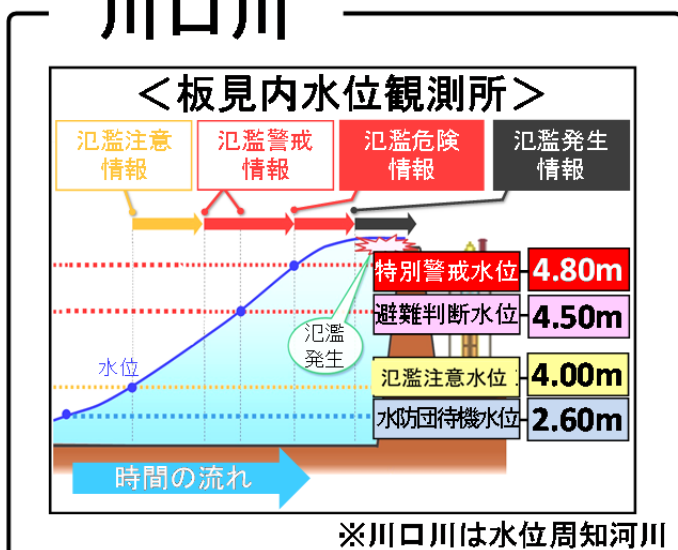 川口川
＜板見内水位観測所＞
氾濫注意
情報
氾濫警戒
情報
氾濫危険
情報
氾濫発生
情報
特別警戒水位
4.80m
避難判断水位
4.50m
氾濫
発生
水位
氾濫注意水位
4.00m
水防団待機水位
2.60m
時間の流れ
※川口川は水位周知河川